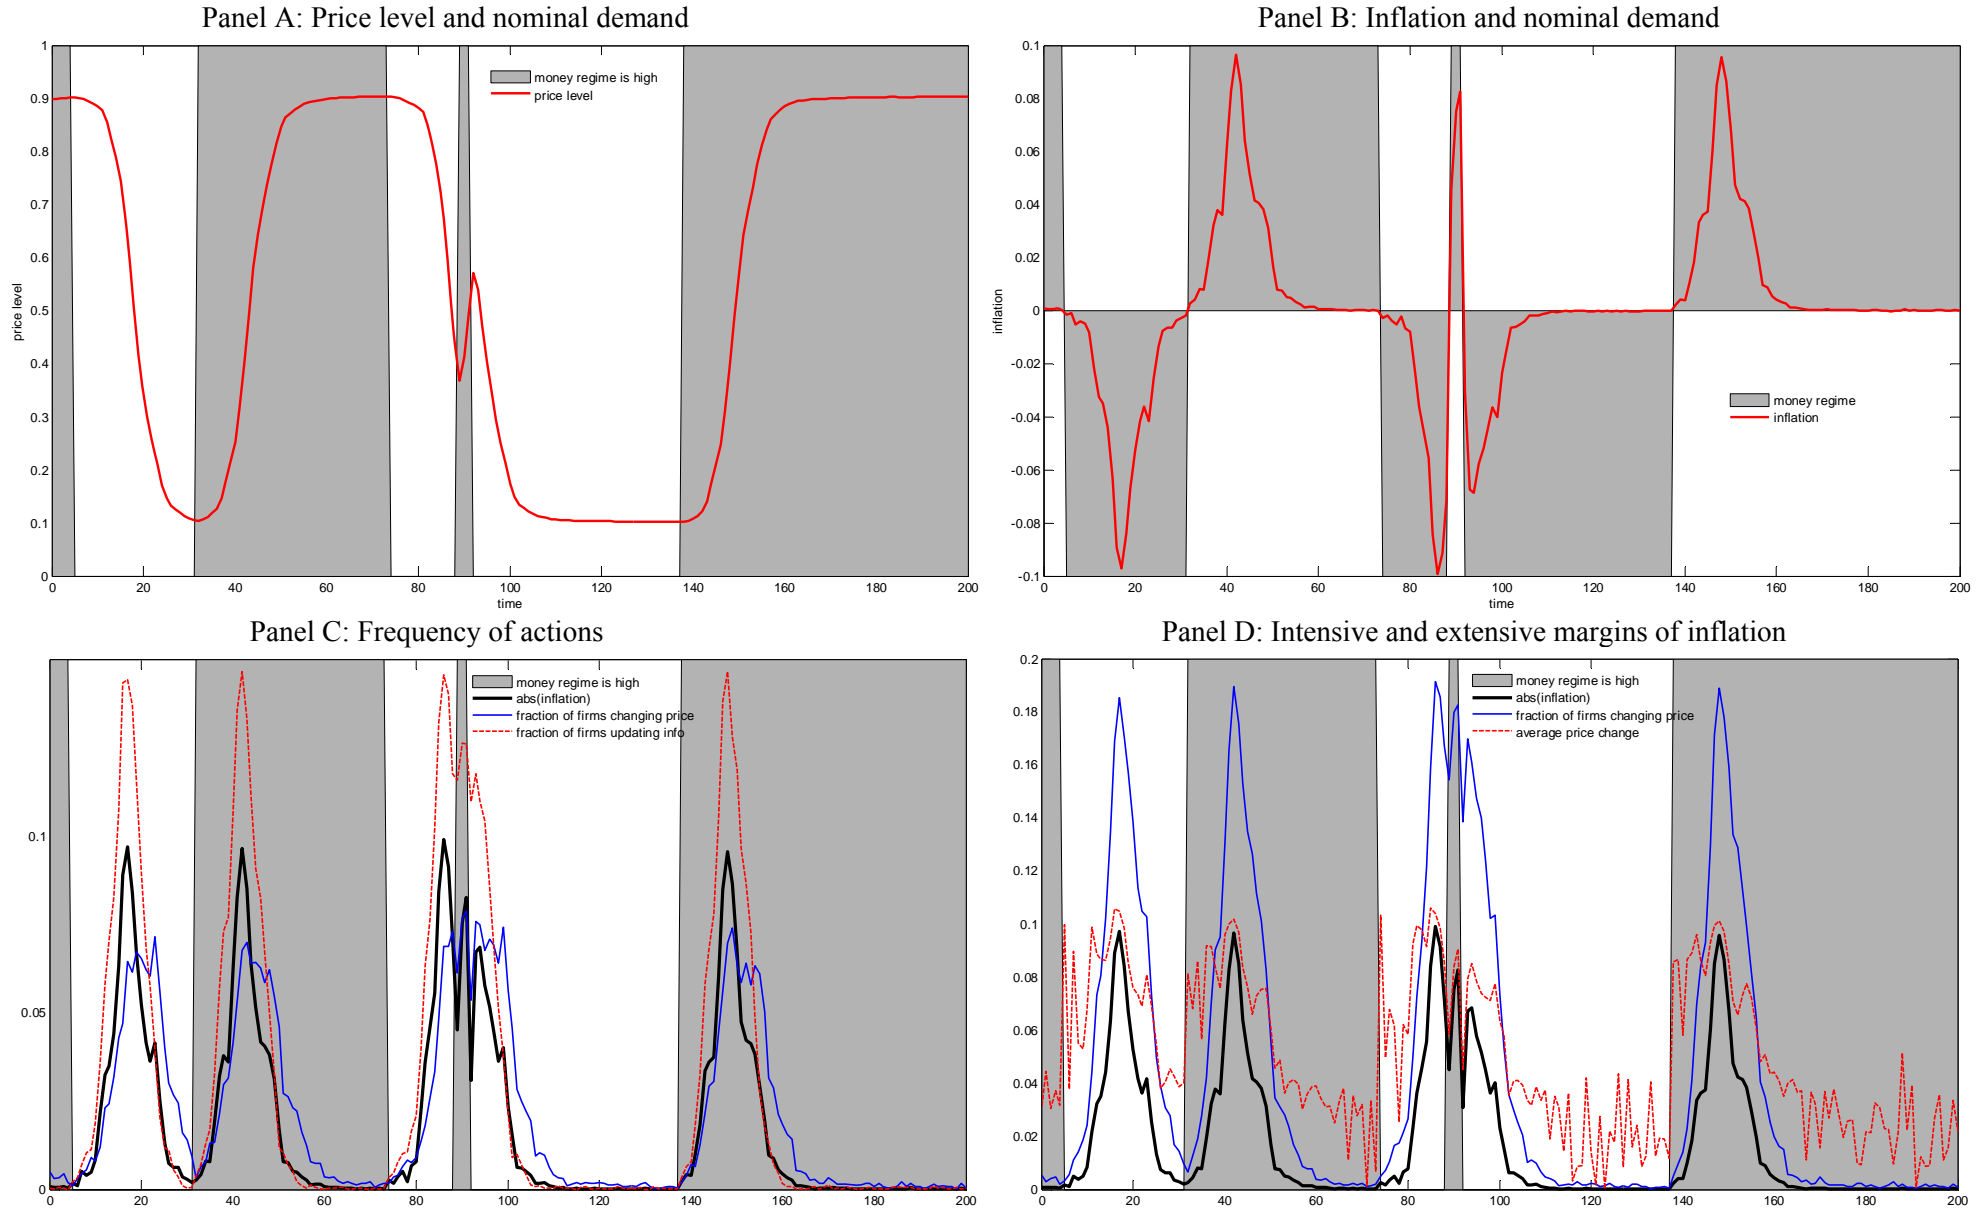 Panel A: Price level and nominal demand
1
0.9
0.8
0.7
0.6
0.5
0.4
0.3
0.2
0.1
0
price level
money regime is high
price level
0 20 40 60 80 100 120 140 160 180 200
time
Panel B: Inflation and nominal demand
0.1
0.08
0.06
0.04
0.02
0
-0.02
-0.04
-0.06
-0.08
-0.1
inflation
money regime
inflation
0 20 40 60 80 100 120 140 160 180 200
time
Panel C: Frequency of actions
0.1
0.05
0
money regime is high
abs(inflation)
fraction of firms changing price
fraction of firms updating info
0 20 40 60 80 100 120 140 160 180 200
Panel D: Intensive and extensive margins of inflation
0.2
0.18
0.16
0.14
0.12
0.1
0.08
0.06
0.04
0.02
0
money regime is high
abs(inflation)
fraction of firms changing price
average price change
0 20 40 60 80 100 120 140 160 180 200